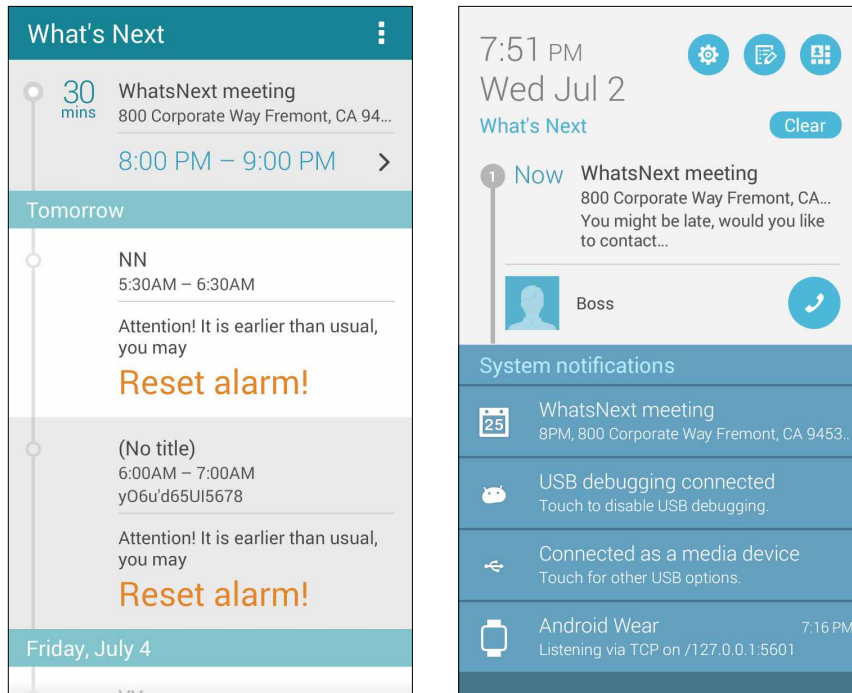 What's Next
30
mins
WhatsNext meeting
800 Corporate Way Fremont, CA 94...
8:00 PM – 9:00 PM
Tomorrow
NN
5:30AM – 6:30AM
Attention! It is earlier than usual,
you may
Reset alarm!
(No title)
6:00AM – 7:00AM
yO6u'd65UI5678
Attention! It is earlier than usual,
you may
Reset alarm!
Friday, July 4
7:51 PM
Wed Jul 2
What's Next
Clear
1
Now
WhatsNext meeting
800 Corporate Way Fremont, CA...
You might be late, would you like
to contact...
Boss
System notifications
25
WhatsNext meeting
8PM, 800 Corporate Way Fremont, CA 9453..
USB debugging connected
Touch to disable USB debugging.
Connected as a media device
Touch for other USB options.
Android Wear
7:16 PM
Listening via TCP on /127.0.0.1:5601